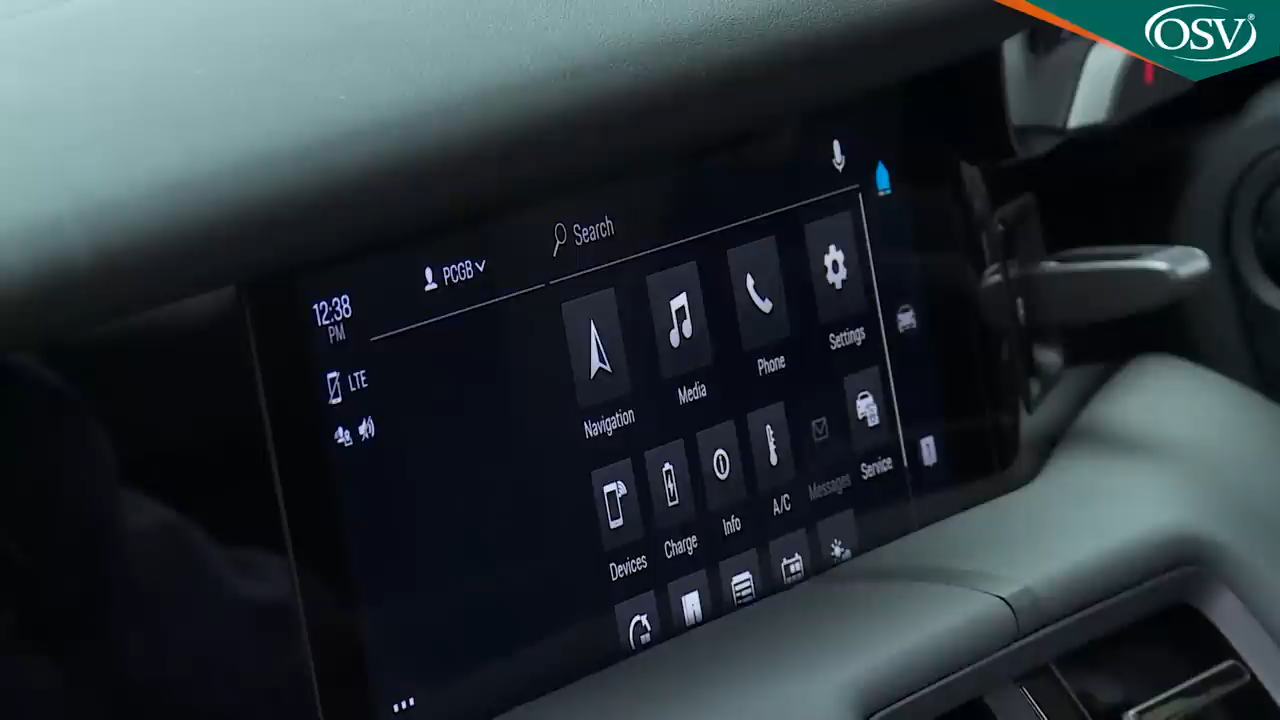 OSV®
Search
PCGB
12:38
PM
LTE
Navigation
Media
Phone
Settings
Devices
Charge
Info
A/C
Messages
Service